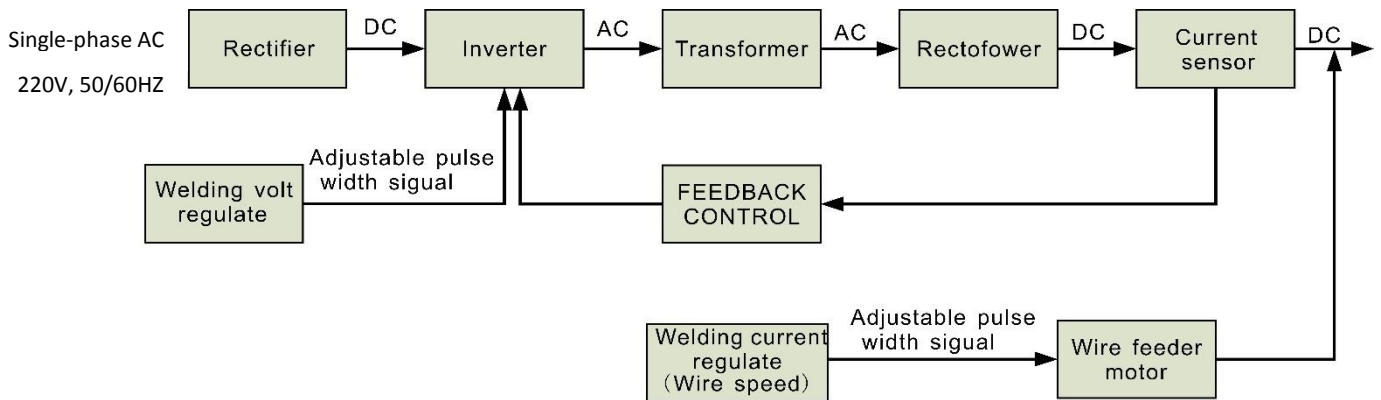 Single-phase AC
220V, 50/60HZ
Rectifier
DC
Inverter
AC
Transformer
AC
Rectofower
DC
Current
sensor
DC
Adjustable pulse
width sigual
Welding volt
regulate
FEEDBACK
CONTROL
Welding current
regulate
(Wire speed)
Adjustable pulse
width sigual
Wire feeder
motor